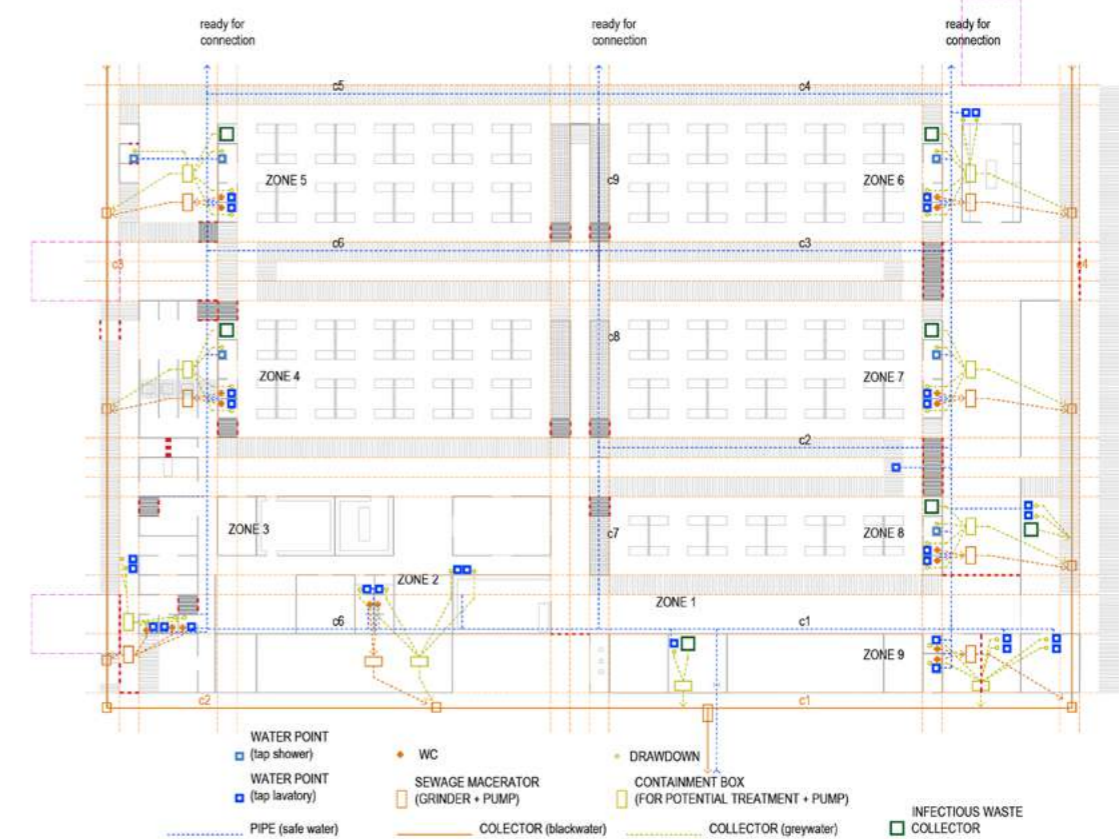 ready for
connection
ready for
connection
ready for
connection
c5
c4
ZONE 5
c9
ZONE 6
c6
c3
c3
c4
c8
ZONE 4
ZONE 7
c2
ZONE 3
c7
ZONE 8
ZONE 2
ZONE 1
c6
c1
ZONE 9
c2
c1
WATER POINT
(tap shower)
WC
DRAWDOWN
WATER POINT
(tap lavatory)
SEWAGE MACERATOR
(GRINDER + PUMP)
CONTAINMENT BOX
(FOR POTENTIAL TREATMENT + PUMP)
INFECTIOUS WASTE
COLLECTOR
PIPE (safe water)
COLECTOR (blackwater)
COLLECTOR (greywater)